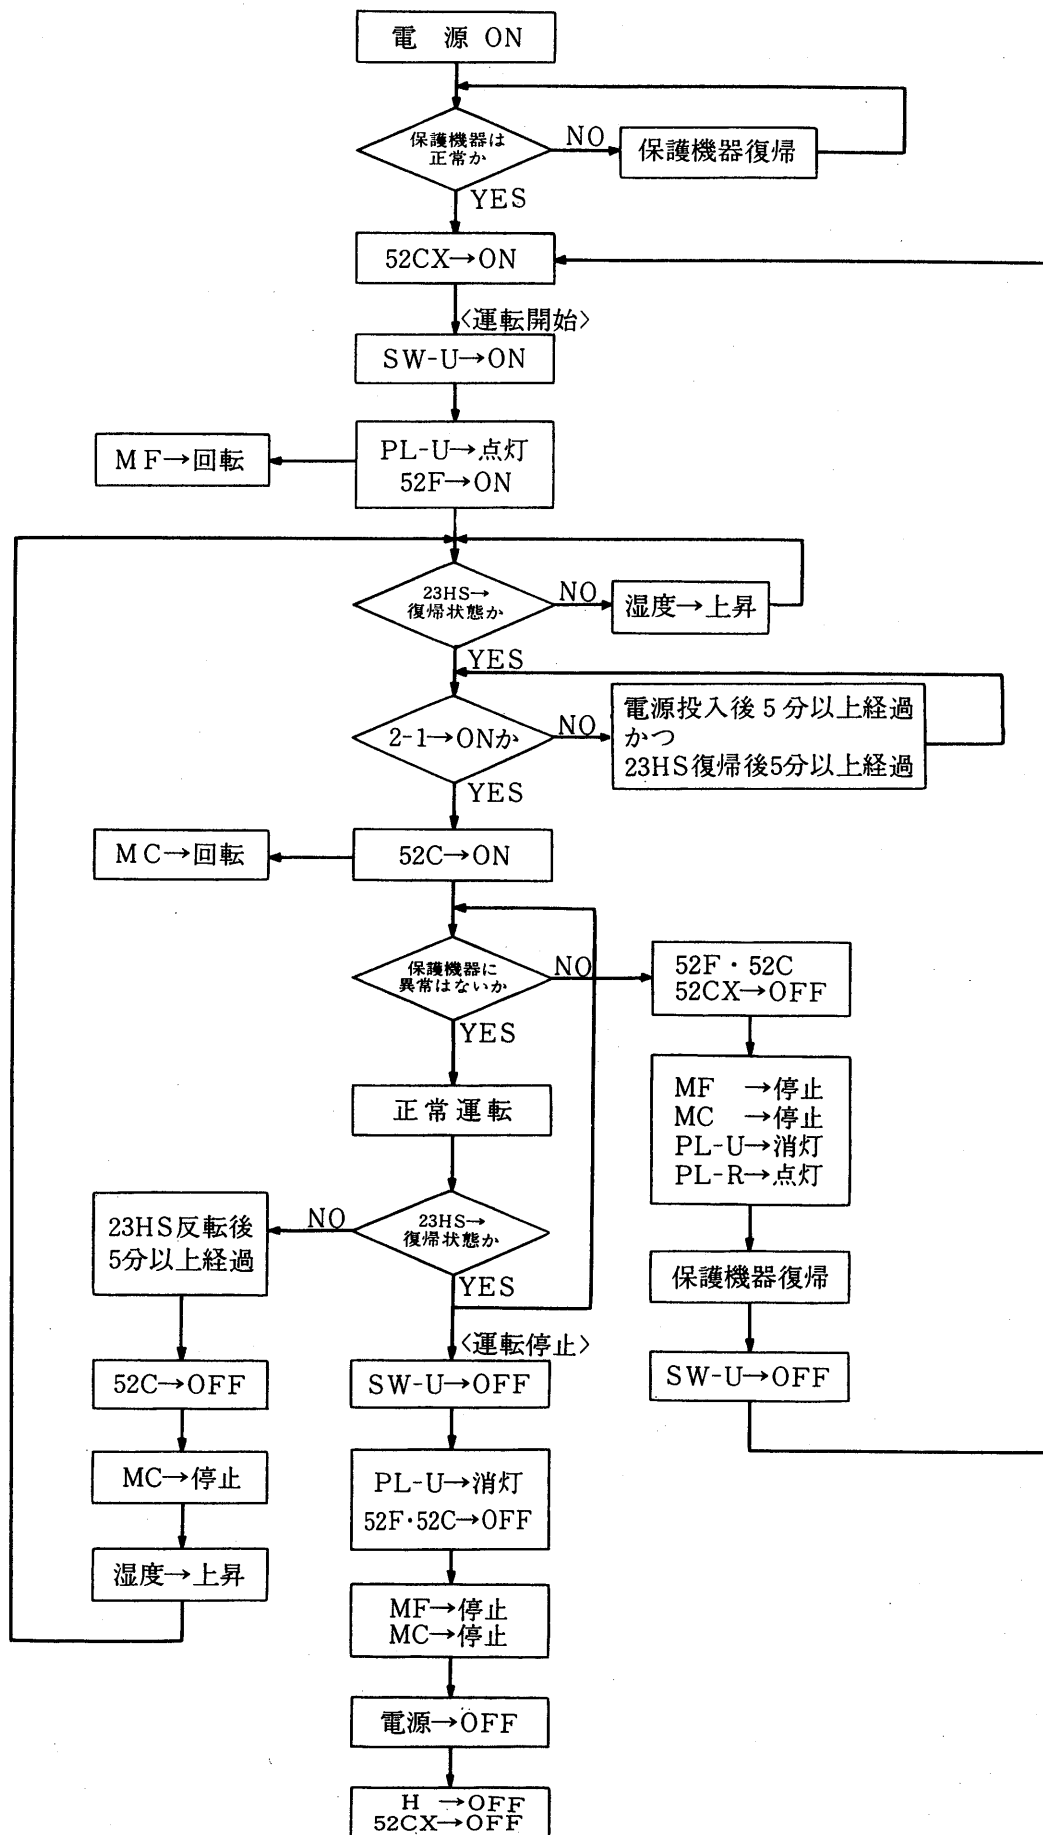 電 源 ON
保護機器は
正常か
NO
保護機器復帰
YES
52CX→ON
〈運転開始〉
SW-U→ON
PL-U→点灯
52F→ON
MF→回転
23HS→
復帰状態か
NO
湿度→上昇
YES
2-1→ONか
NO
電源投入後5分以上経過
かつ
23HS復帰後5分以上経過
YES
52C→ON
MC→回転
保護機器に
異常はないか
NO
52F・52C
52CX→OFF
YES
MF →停止
MC →停止
PL-U→消灯
PL-R→点灯
正常運転
23HS→
復帰状態か
NO
23HS反転後
5分以上経過
YES
保護機器復帰
〈運転停止〉
SW-U→OFF
52C→OFF
SW-U→OFF
MC→停止
PL-U→消灯
52F・52C→OFF
湿度→上昇
MF→停止
MC→停止
電源→OFF
H →OFF
52CX→OFF